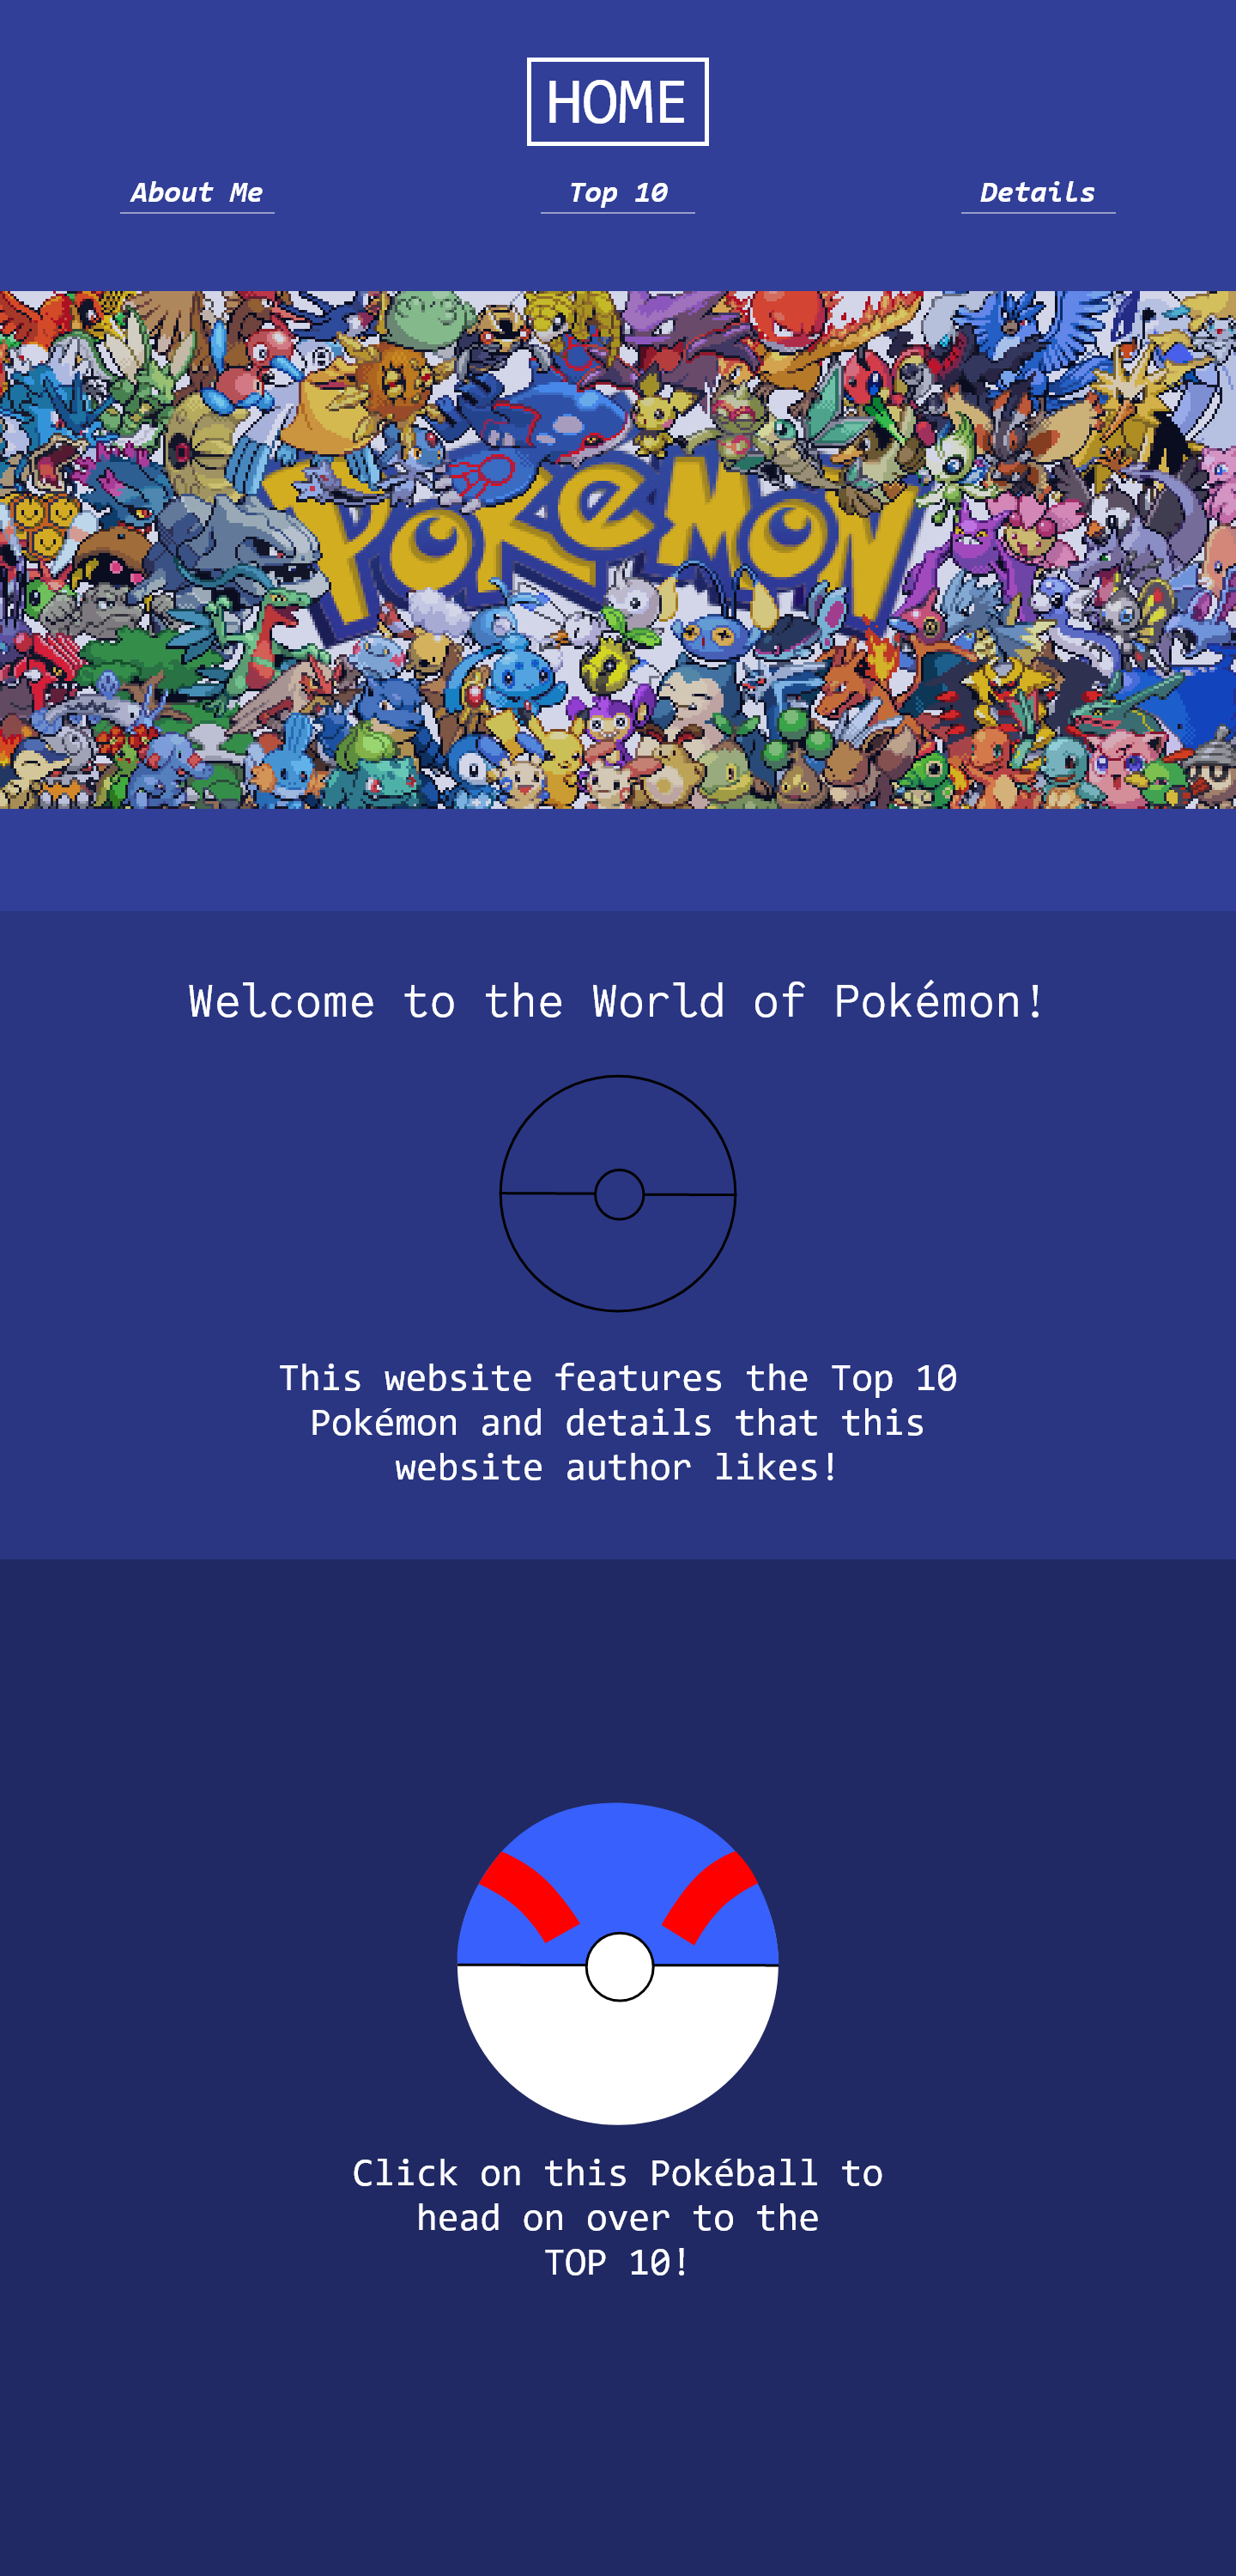 HOME
About Me Top 10 Details
POKéMON
Welcome to the World of Pokémon!
This website features the Top 10
Pokémon and details that this
website author likes!
Click on this Pokéball to
head on over to the
TOP 10!